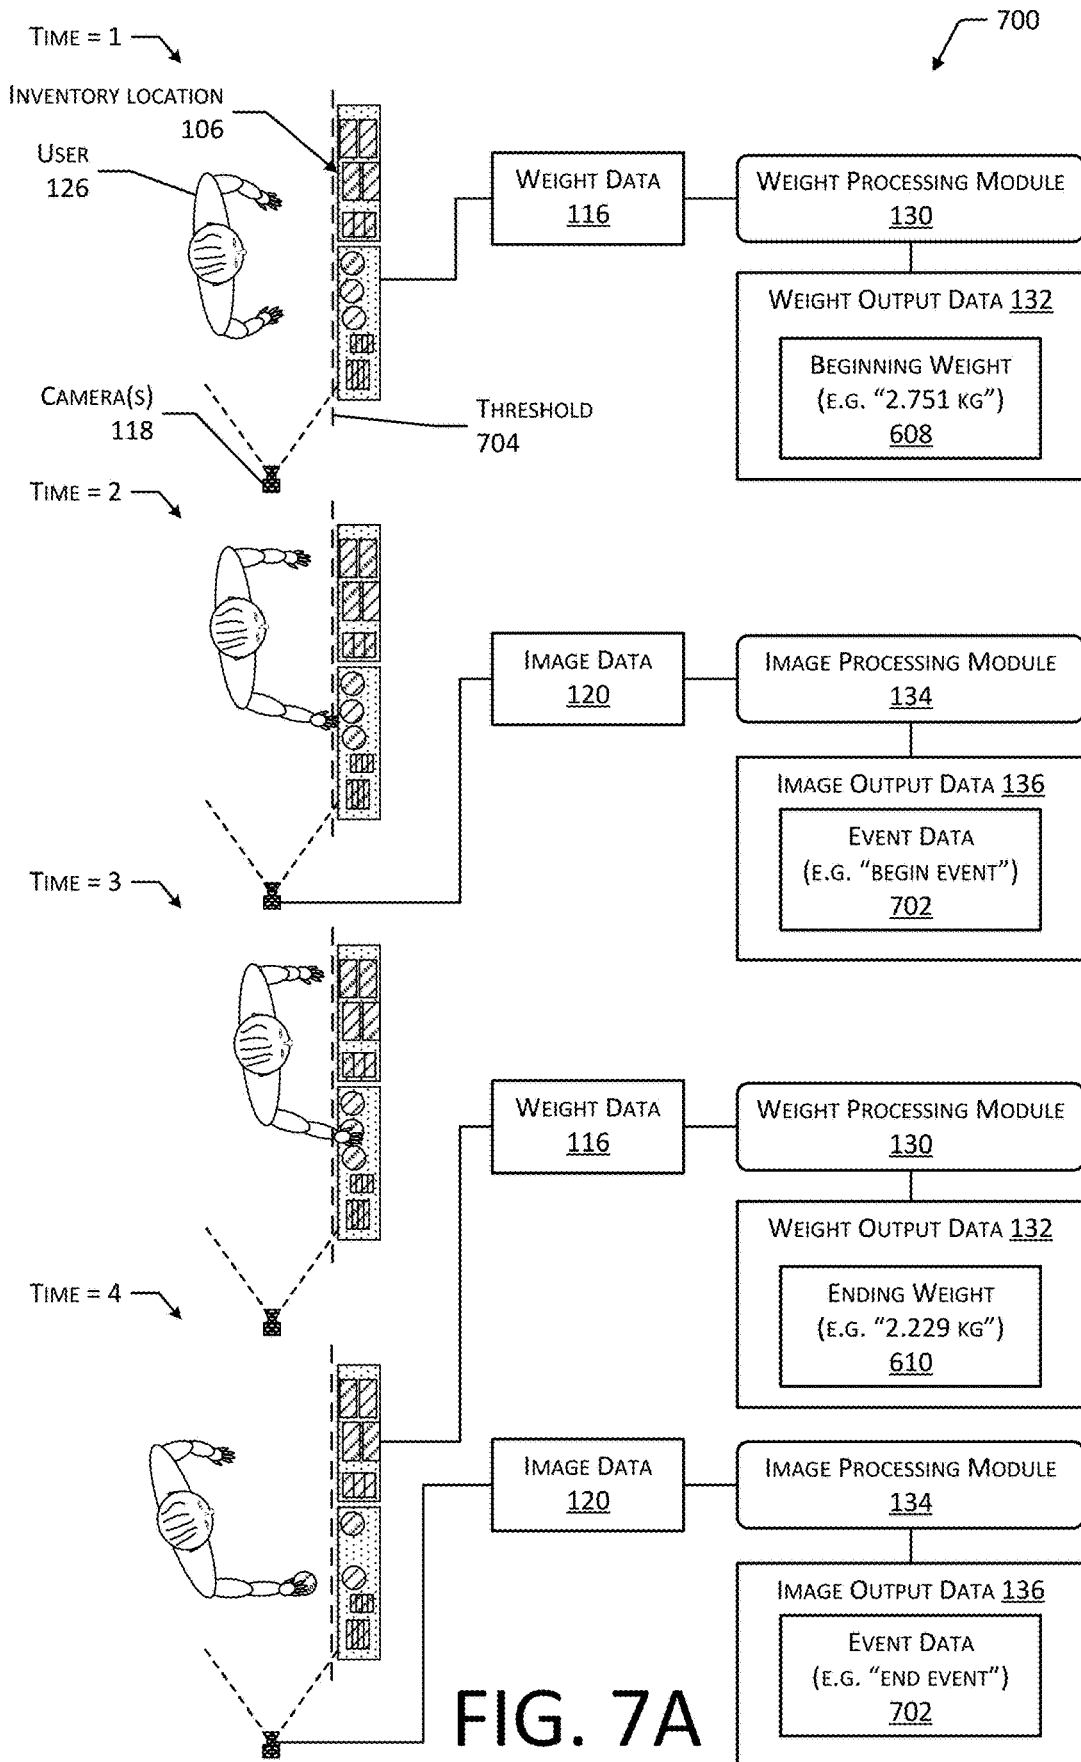 TIME = 1
700
INVENTORY LOCATION
106
USER
126
WEIGHT DATA
116
WEIGHT PROCESSING MODULE
130
WEIGHT OUTPUT DATA 132
BEGINNING WEIGHT
(E.G. "2.751 KG")
608
CAMERA(S)
118
THRESHOLD
704
TIME = 2
IMAGE DATA
120
IMAGE PROCESSING MODULE
134
IMAGE OUTPUT DATA 136
EVENT DATA
(E.G. "BEGIN EVENT")
702
TIME = 3
WEIGHT DATA
116
WEIGHT PROCESSING MODULE
130
WEIGHT OUTPUT DATA 132
ENDING WEIGHT
(E.G. "2.229 KG")
610
TIME = 4
IMAGE DATA
120
IMAGE PROCESSING MODULE
134
IMAGE OUTPUT DATA 136
EVENT DATA
(E.G. "END EVENT")
702
FIG. 7A